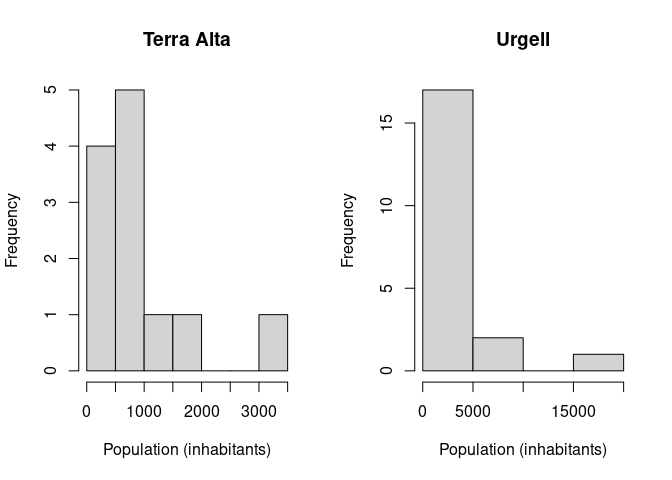 Terra Alta
Frequency
5
4
3
2
1
0
0 1000 2000 3000
Population (inhabitants)
Urgell
Frequency
15
10
5
0
0 5000 15000
Population (inhabitants)